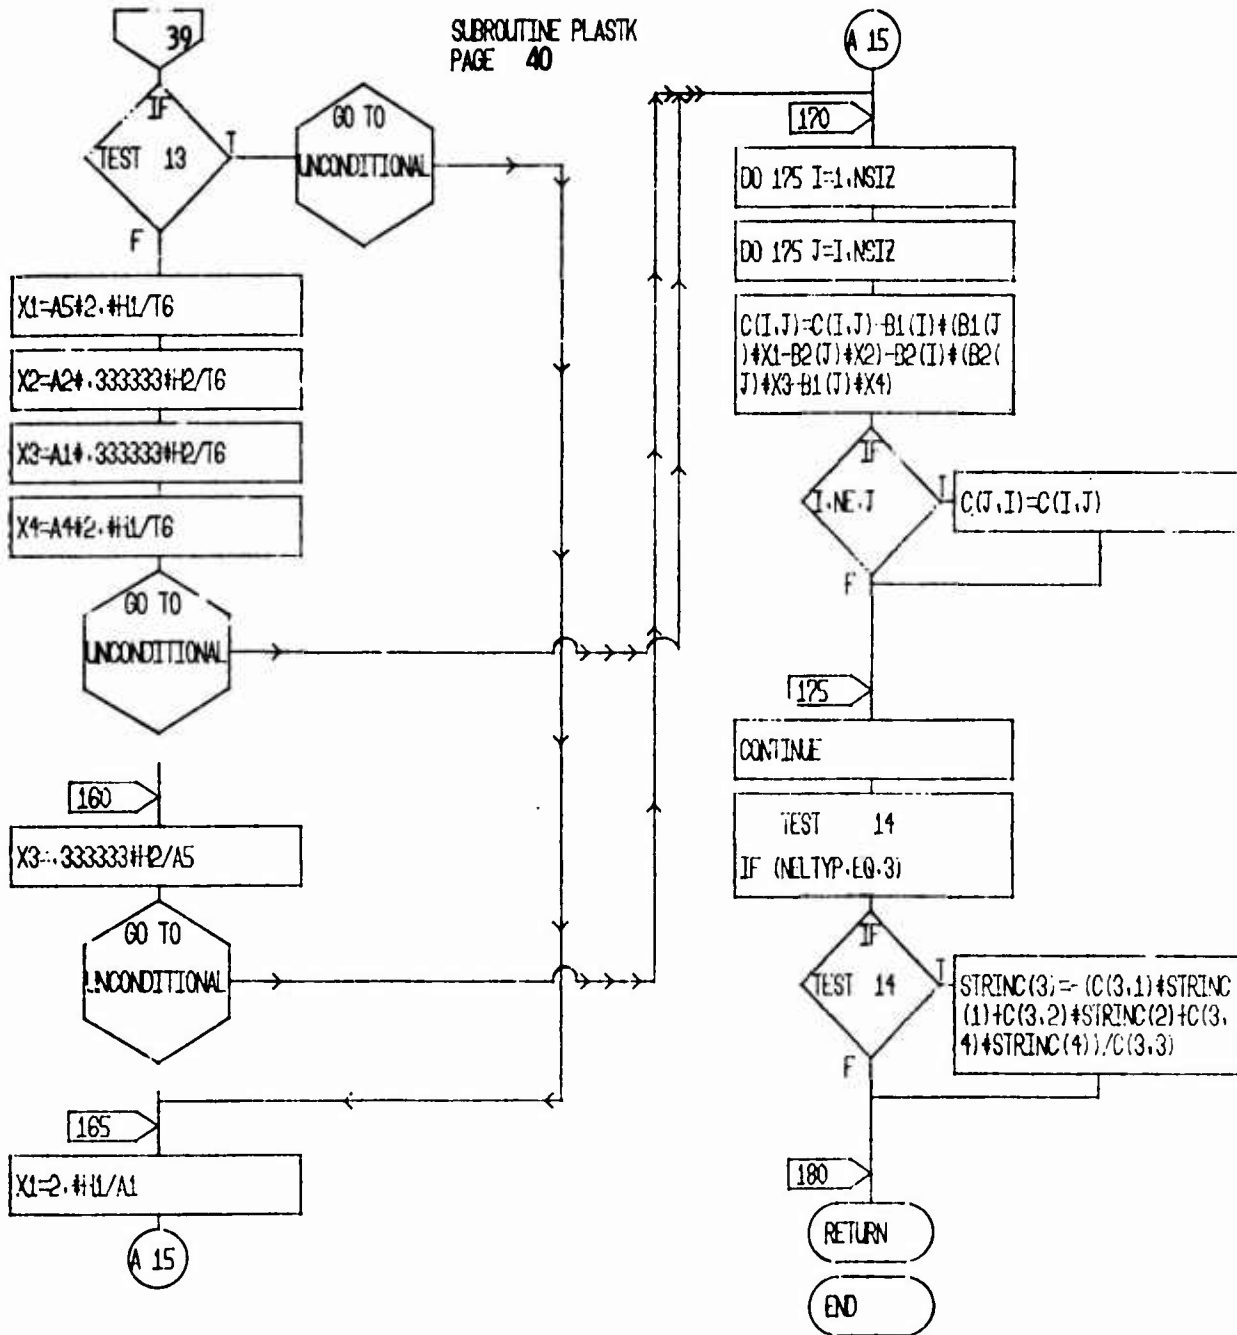 SUBROUTINE PLASTK
PAGE 40
39
IF
TEST 13
T
F
GO TO
UNCONDITIONAL
X1=A5*2.*H1/T6
X2=A2*.333333*H2/T6
X3=A1*.333333*H2/T6
X4=A4*2.*H1/T6
GO TO
UNCONDITIONAL
160
X3=.333333*H2/A5
GO TO
UNCONDITIONAL
165
X1=2.*H1/A1
A 15
A 15
170
DO 175 I=1,NSIZ
DO 175 J=I,NSIZ
C(I,J)=C(I,J)-B1(I)*(B1(J
)*X1-B2(J)*X2)-B2(I)*(B2(
J)*X3-B1(J)*X4)
IF
I.NE.J
T
F
C(J,I)=C(I,J)
175
CONTINUE
TEST 14
IF (NELTYP.EQ.3)
IF
TEST 14
T
F
STRINC(3)=-(C(3,1)*STRINC
(1)+C(3,2)*STRINC(2)+C(3,
4)*STRINC(4))/C(3,3)
180
RETURN
END